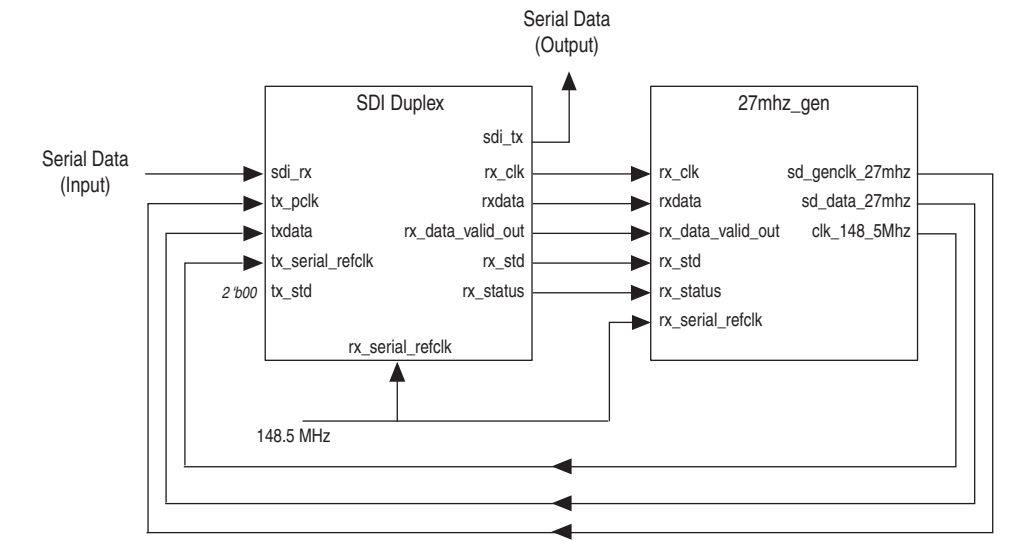 Serial Data
(Output)
SDI Duplex
27mhz_gen
sdi_tx
Serial Data
(Input)
sdi_rx
rx_clk
rx_clk
sd_genclk_27mhz
tx_pclk
rxdata
rxdata
sd_data_27mhz
txdata
rx_data_valid_out
rx_data_valid_out
clk_148_5Mhz
tx_serial_refclk
rx_std
rx_std
2 'b00
tx_std
rx_status
rx_status
rx_serial_refclk
rx_serial_refclk
148.5 MHz